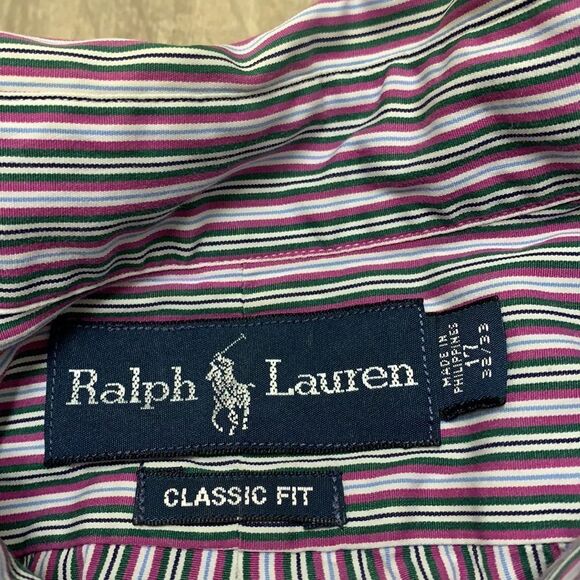 Ralph Lauren
MADE IN
PHILIPPINES
17
32/33
CLASSIC FIT